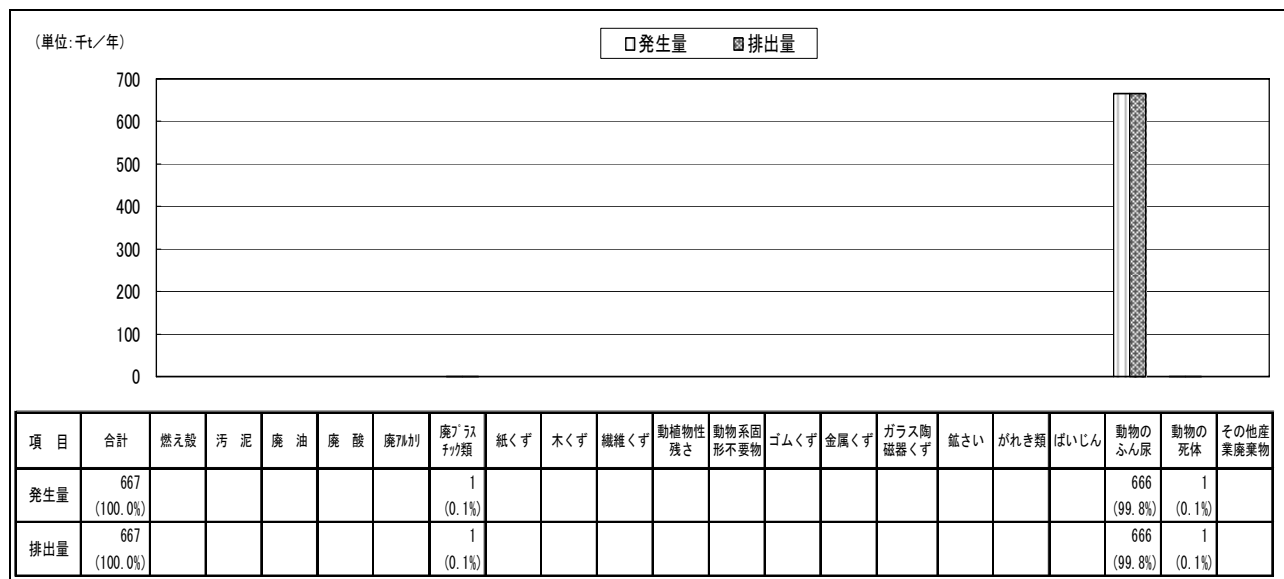 (単位:千t/年)
□発生量 ▩排出量
700
600
500
400
300
200
100
0
項 目 合計 燃え殻 汚 泥 廃 油 廃 酸 廃ｱﾙｶﾘ 廃ﾌﾟﾗｽﾁｯｸ類 紙くず 木くず 繊維くず 動植物性残さ 動物系固形不要物 ゴムくず 金属くず ガラス陶磁器くず 鉱さい がれき類 ばいじん 動物のふん尿 動物の死体 その他産業廃棄物
発生量 667 1 666 1
(100.0%) (0.1%) (99.8%) (0.1%)
排出量 667 1 666 1
(100.0%) (0.1%) (99.8%) (0.1%)